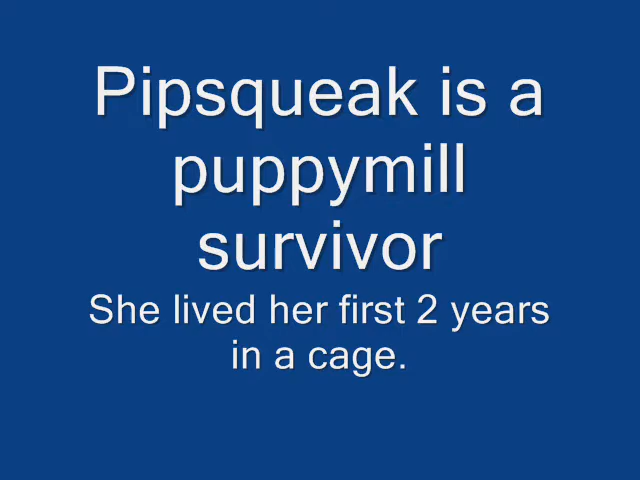 Pipsqueak is a
puppymill
survivor
She lived her first 2 years
in a cage.